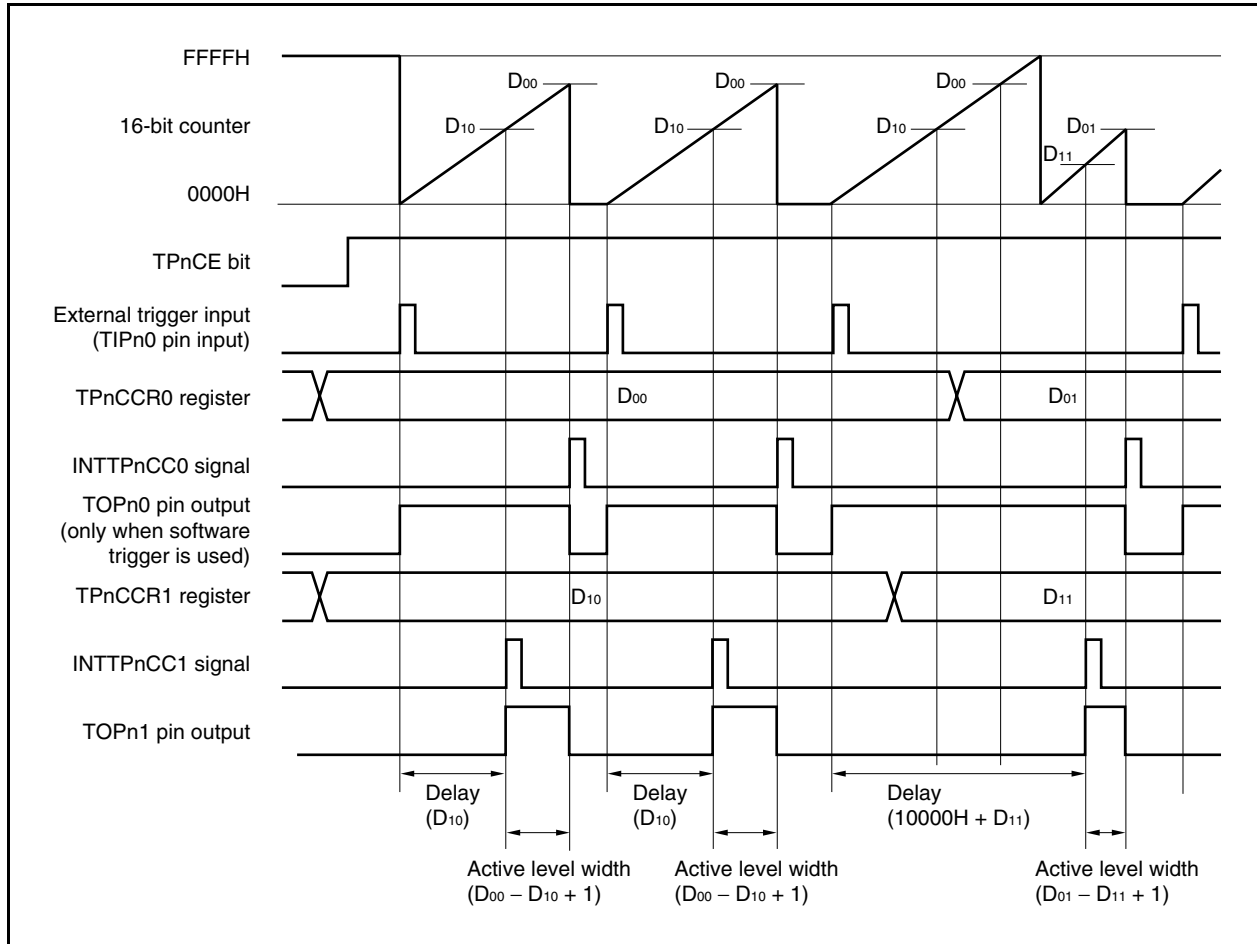 FFFFH
D00
D00
D00
16-bit counter
D10
D10
D10
D01
D11
0000H
TPnCE bit
External trigger input
(TIPn0 pin input)
TPnCCR0 register
D00
D01
INTTPnCC0 signal
TOPn0 pin output
(only when software
trigger is used)
TPnCCR1 register
D10
D11
INTTPnCC1 signal
TOPn1 pin output
Delay
(D10)
Delay
(D10)
Delay
(10000H + D11)
Active level width
(D00 − D10 + 1)
Active level width
(D00 − D10 + 1)
Active level width
(D01 − D11 + 1)